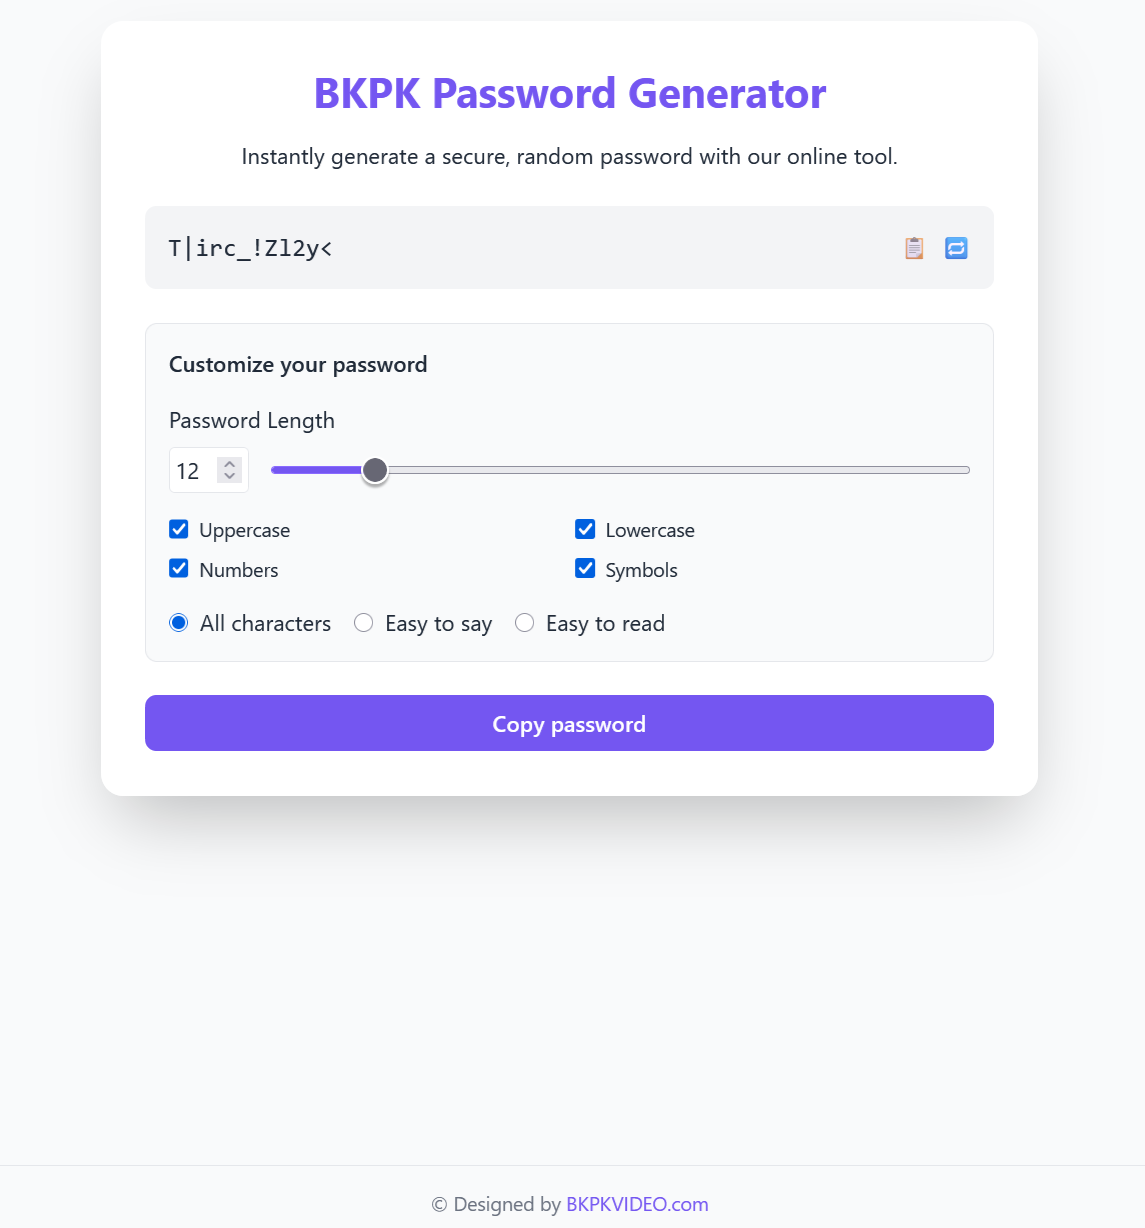 BKPK Password Generator
Instantly generate a secure, random password with our online tool.
T|irc_!Zl2y<
Customize your password
Password Length
12
Uppercase
Lowercase
Numbers
Symbols
All characters Easy to say Easy to read
Copy password
© Designed by BKPKVIDEO.com